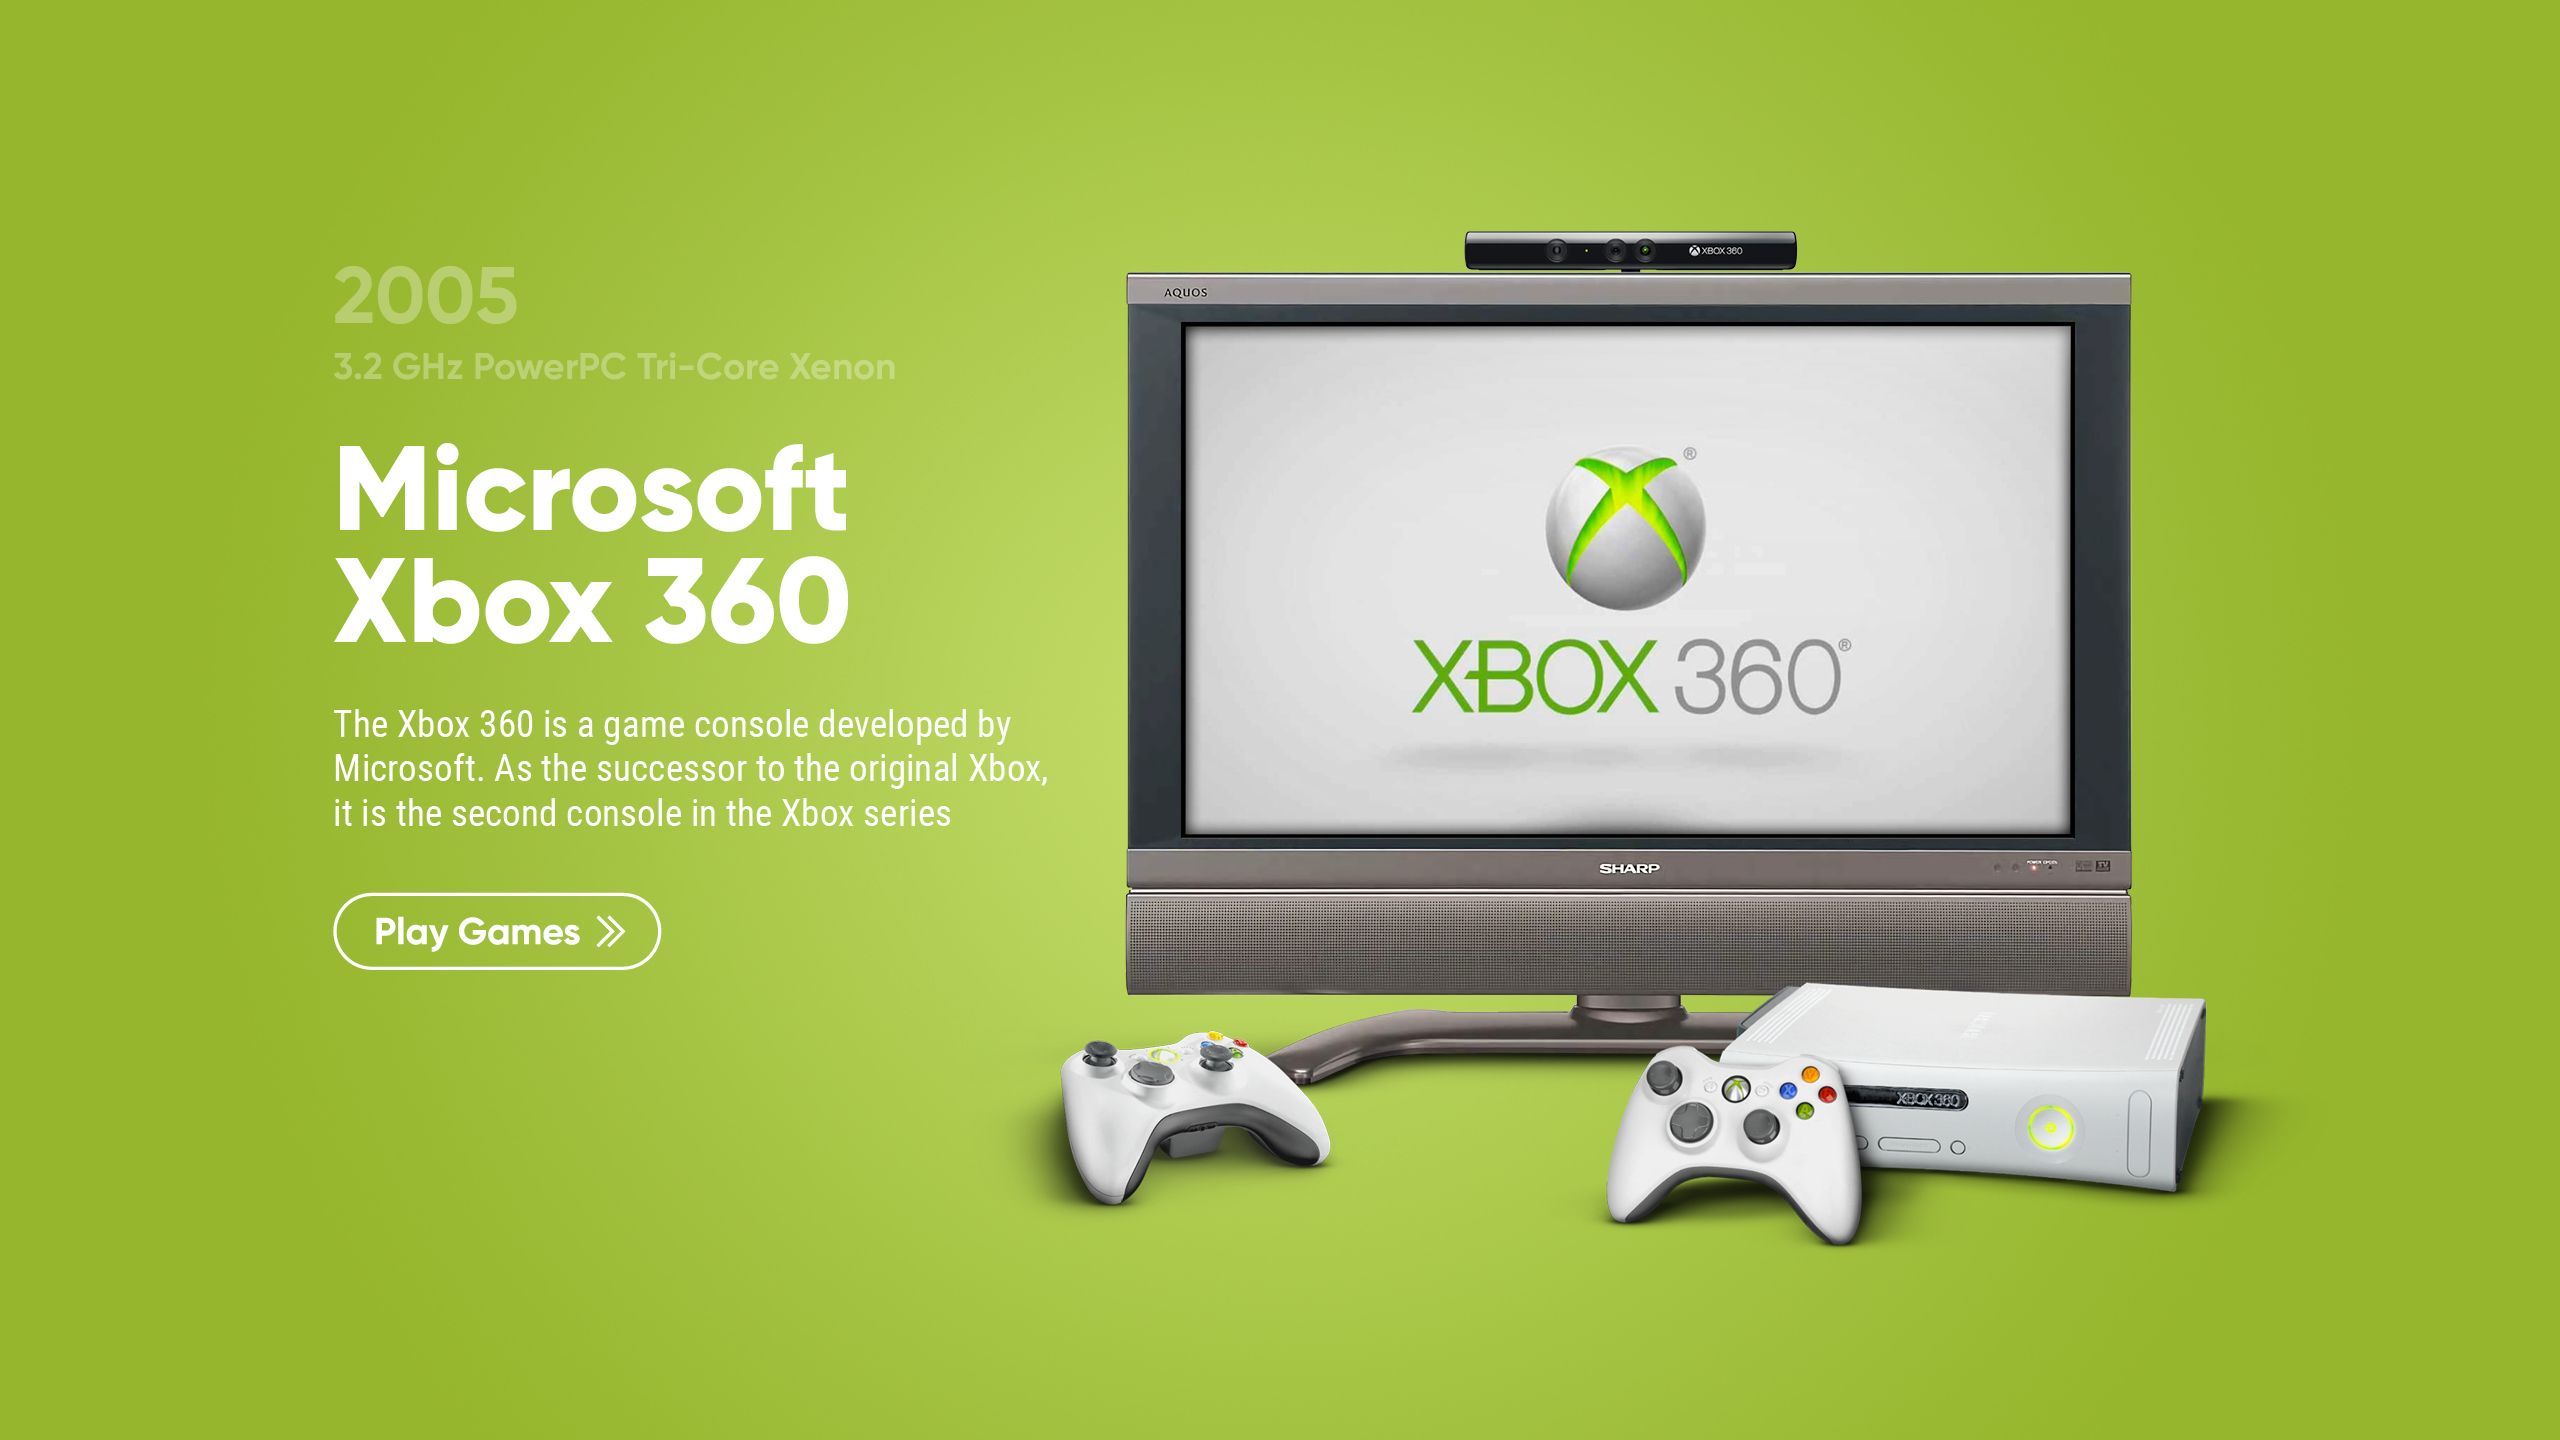 2005
3.2 GHz PowerPC Tri-Core Xenon
Microsoft
Xbox 360
The Xbox 360 is a game console developed by
Microsoft. As the successor to the original Xbox,
it is the second console in the Xbox series
Play Games
XBOX 360
AQUOS
®
XBOX 360®
SHARP
XBOX 360